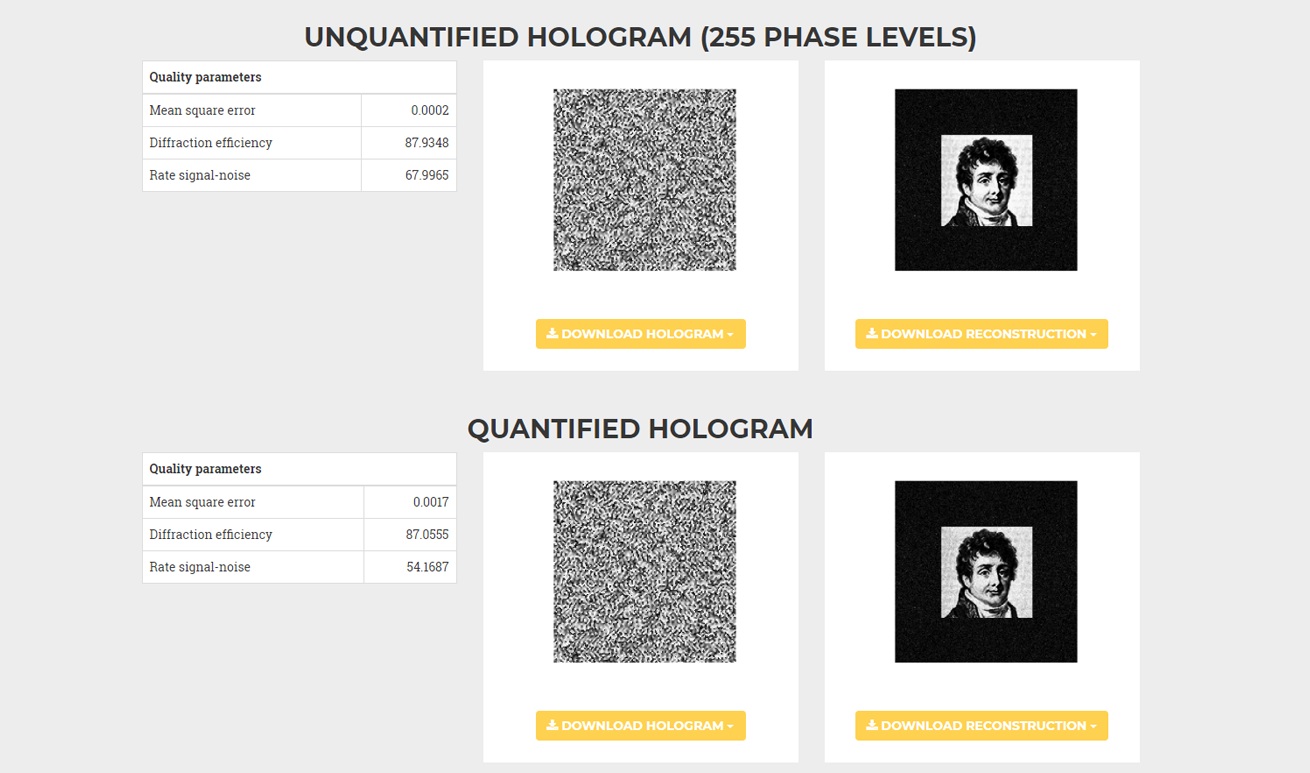 UNQUANTIFIED HOLOGRAM (255 PHASE LEVELS)
Quality parameters
Mean square error 0.0002
Diffraction efficiency 87.9348
Rate signal-noise 67.9965
DOWNLOAD HOLOGRAM
DOWNLOAD RECONSTRUCTION
QUANTIFIED HOLOGRAM
Quality parameters
Mean square error 0.0017
Diffraction efficiency 87.0555
Rate signal-noise 54.1687
DOWNLOAD HOLOGRAM
DOWNLOAD RECONSTRUCTION